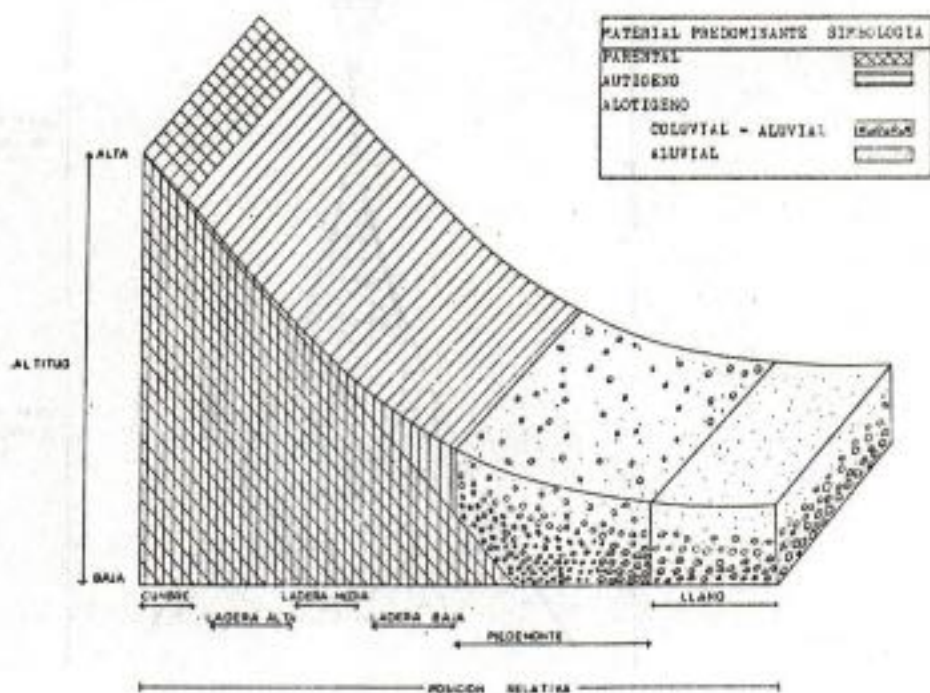 MATERIAL PREDOMINANTE SIMBOLOGIA
PARENTAL
AUTIGENO
ALOTIGENO
COLUVIAL - ALUVIAL
ALUVIAL
ALTA
ALTITUD
BAJA
CUMBRE
LADERA ALTA
LADERA MEDIA
LADERA BAJA
PIEDEMONTE
LLANO
POSICION RELATIVA